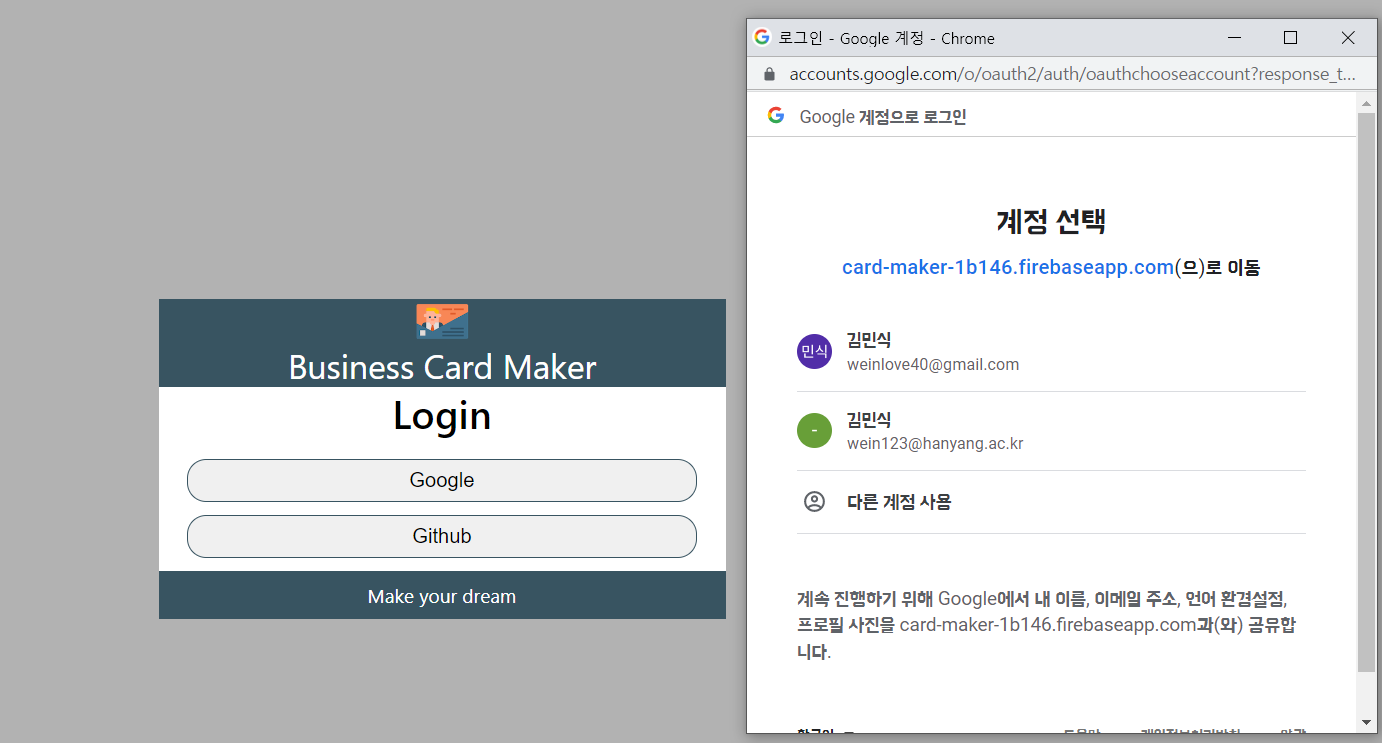 Business Card Maker
Login
Google
Github
Make your dream
로그인 - Google 계정 - Chrome
accounts.google.com/o/oauth2/auth/oauthchooseaccount?response_t...
Google 계정으로 로그인
계정 선택
card-maker-1b146.firebaseapp.com(으)로 이동
민식
김민식
weinlove40@gmail.com
-
김민식
wein123@hanyang.ac.kr
다른 계정 사용
계속 진행하기 위해 Google에서 내 이름, 이메일 주소, 언어 환경설정,
프로필 사진을 card-maker-1b146.firebaseapp.com과(와) 공유합
니다.